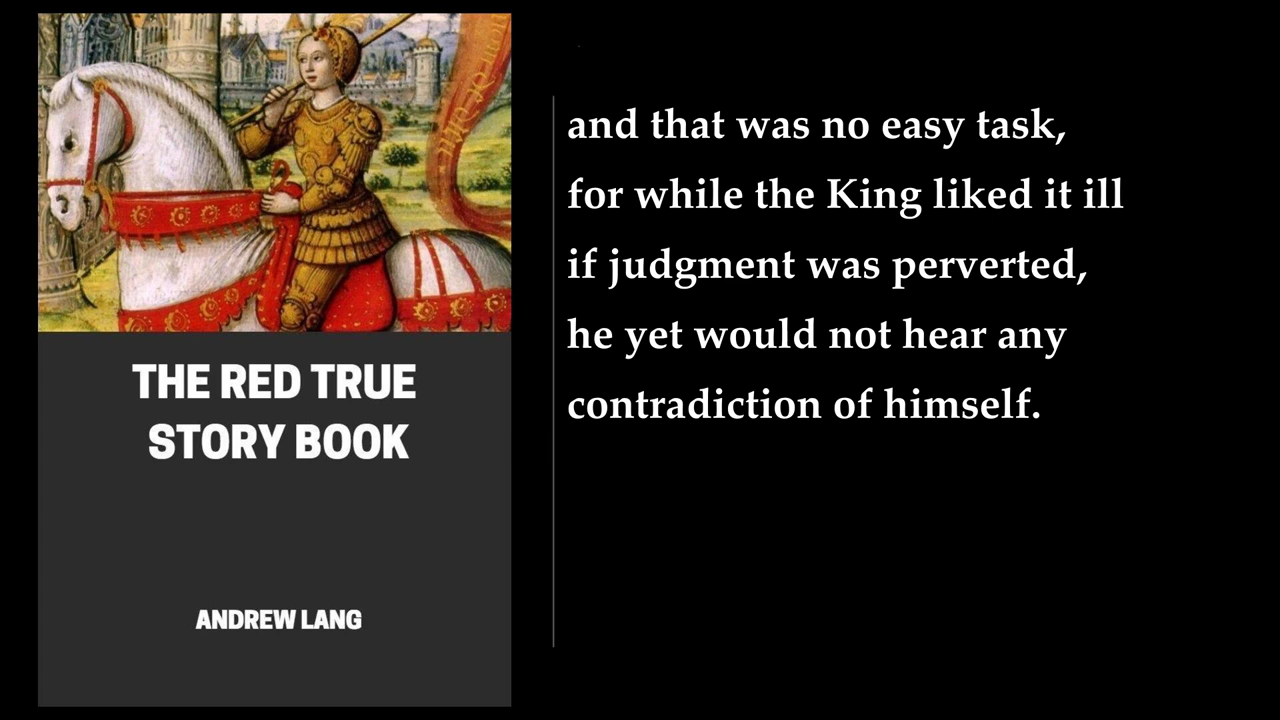 THE RED TRUE
STORY BOOK
ANDREW LANG
and that was no easy task,
for while the King liked it ill
if judgment was perverted,
he yet would not hear any
contradiction of himself.